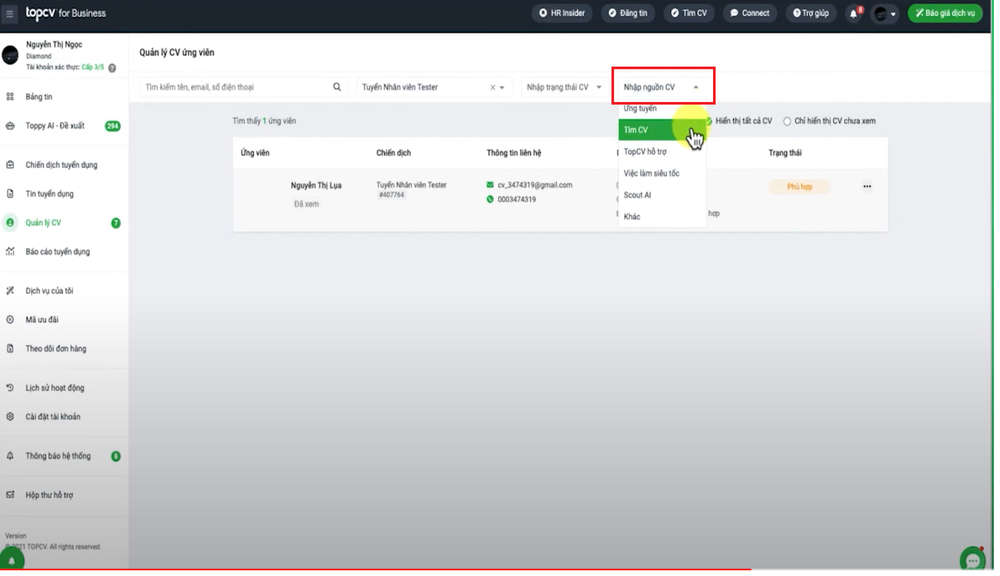 topcv for Business
HR Insider
Đăng tin
Tìm CV
Connect
Trợ giúp
8
Báo giá dịch vụ
Nguyễn Thị Ngọc
Diamond
Tài khoản xác thực: Cấp 3/5
Bảng tin
Toppy AI - Đề xuất
294
Chiến dịch tuyển dụng
Tin tuyển dụng
Quản lý CV
7
Báo cáo tuyển dụng
Dịch vụ của tôi
Mã ưu đãi
Theo dõi đơn hàng
Lịch sử hoạt động
Cài đặt tài khoản
Thông báo hệ thống
8
Hộp thư hỗ trợ
Version
© 2021 TOPCV. All rights reserved.
Quản lý CV ứng viên
Tìm kiếm tên, email, số điện thoại
Tuyển Nhân viên Tester
Nhập trạng thái CV
Nhập nguồn CV
Ứng tuyển
Tìm CV
TopCV hỗ trợ
Việc làm siêu tốc
Scout AI
Khác
Tìm thấy 1 ứng viên
Hiển thị tất cả CV
Chỉ hiển thị CV chưa xem
Ứng viên
Chiến dịch
Thông tin liên hệ
Trạng thái
Nguyễn Thị Lụa
Đã xem
Tuyển Nhân viên Tester
#407764
cv_3474319@gmail.com
0003474319
hợp
Phù hợp